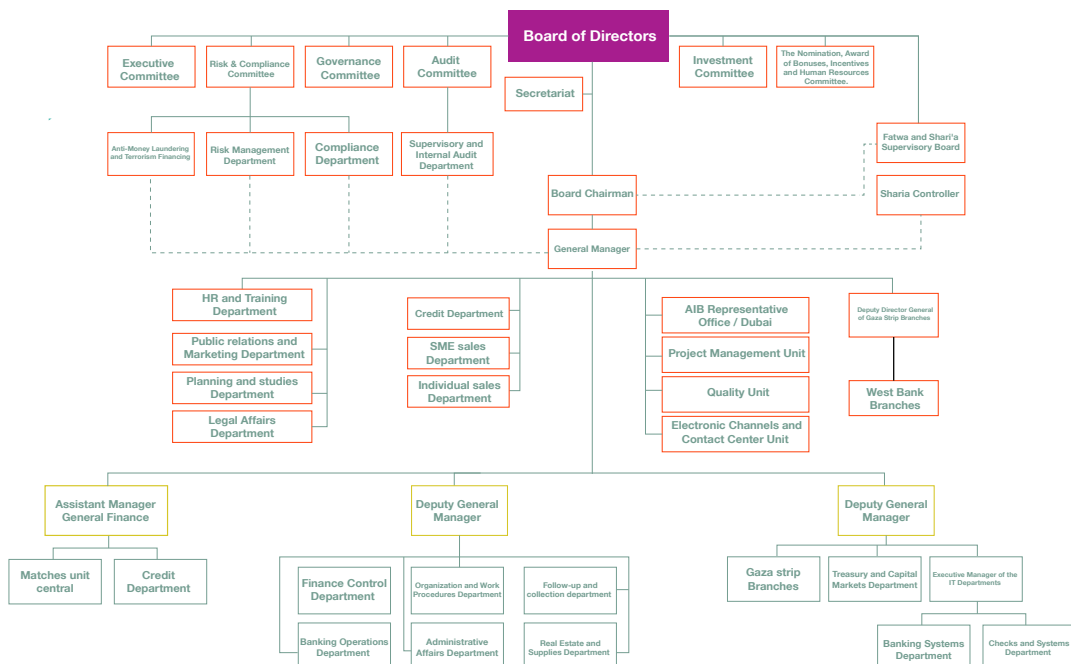 Board of Directors
Executive
Committee
Risk & Compliance
Committee
Governance
Committee
Audit
Committee
Investment
Committee
The Nomination, Award
of Bonuses, Incentives
and Human Resources
Committee.
Secretariat
Anti-Money Laundering
and Terrorism Financing
Risk Management
Department
Compliance
Department
Supervisory and
Internal Audit
Department
Fatwa and Shari'a
Supervisory Board
Board Chairman
Sharia Controller
General Manager
HR and Training
Department
Public relations and
Marketing Department
Planning and studies
Department
Legal Affairs
Department
Credit Department
SME sales
Department
Individual sales
Department
AIB Representative
Office / Dubai
Project Management Unit
Quality Unit
Electronic Channels and
Contact Center Unit
Deputy Director General
of Gaza Strip Branches
West Bank
Branches
Assistant Manager
General Finance
Deputy General
Manager
Deputy General
Manager
Matches unit
central
Credit
Department
Finance Control
Department
Organization and Work
Procedures Department
Follow-up and
collection department
Banking Operations
Department
Administrative
Affairs Department
Real Estate and
Supplies Department
Gaza strip
Branches
Treasury and Capital
Markets Department
Executive Manager of the
IT Departments
Banking Systems
Department
Checks and Systems
Department